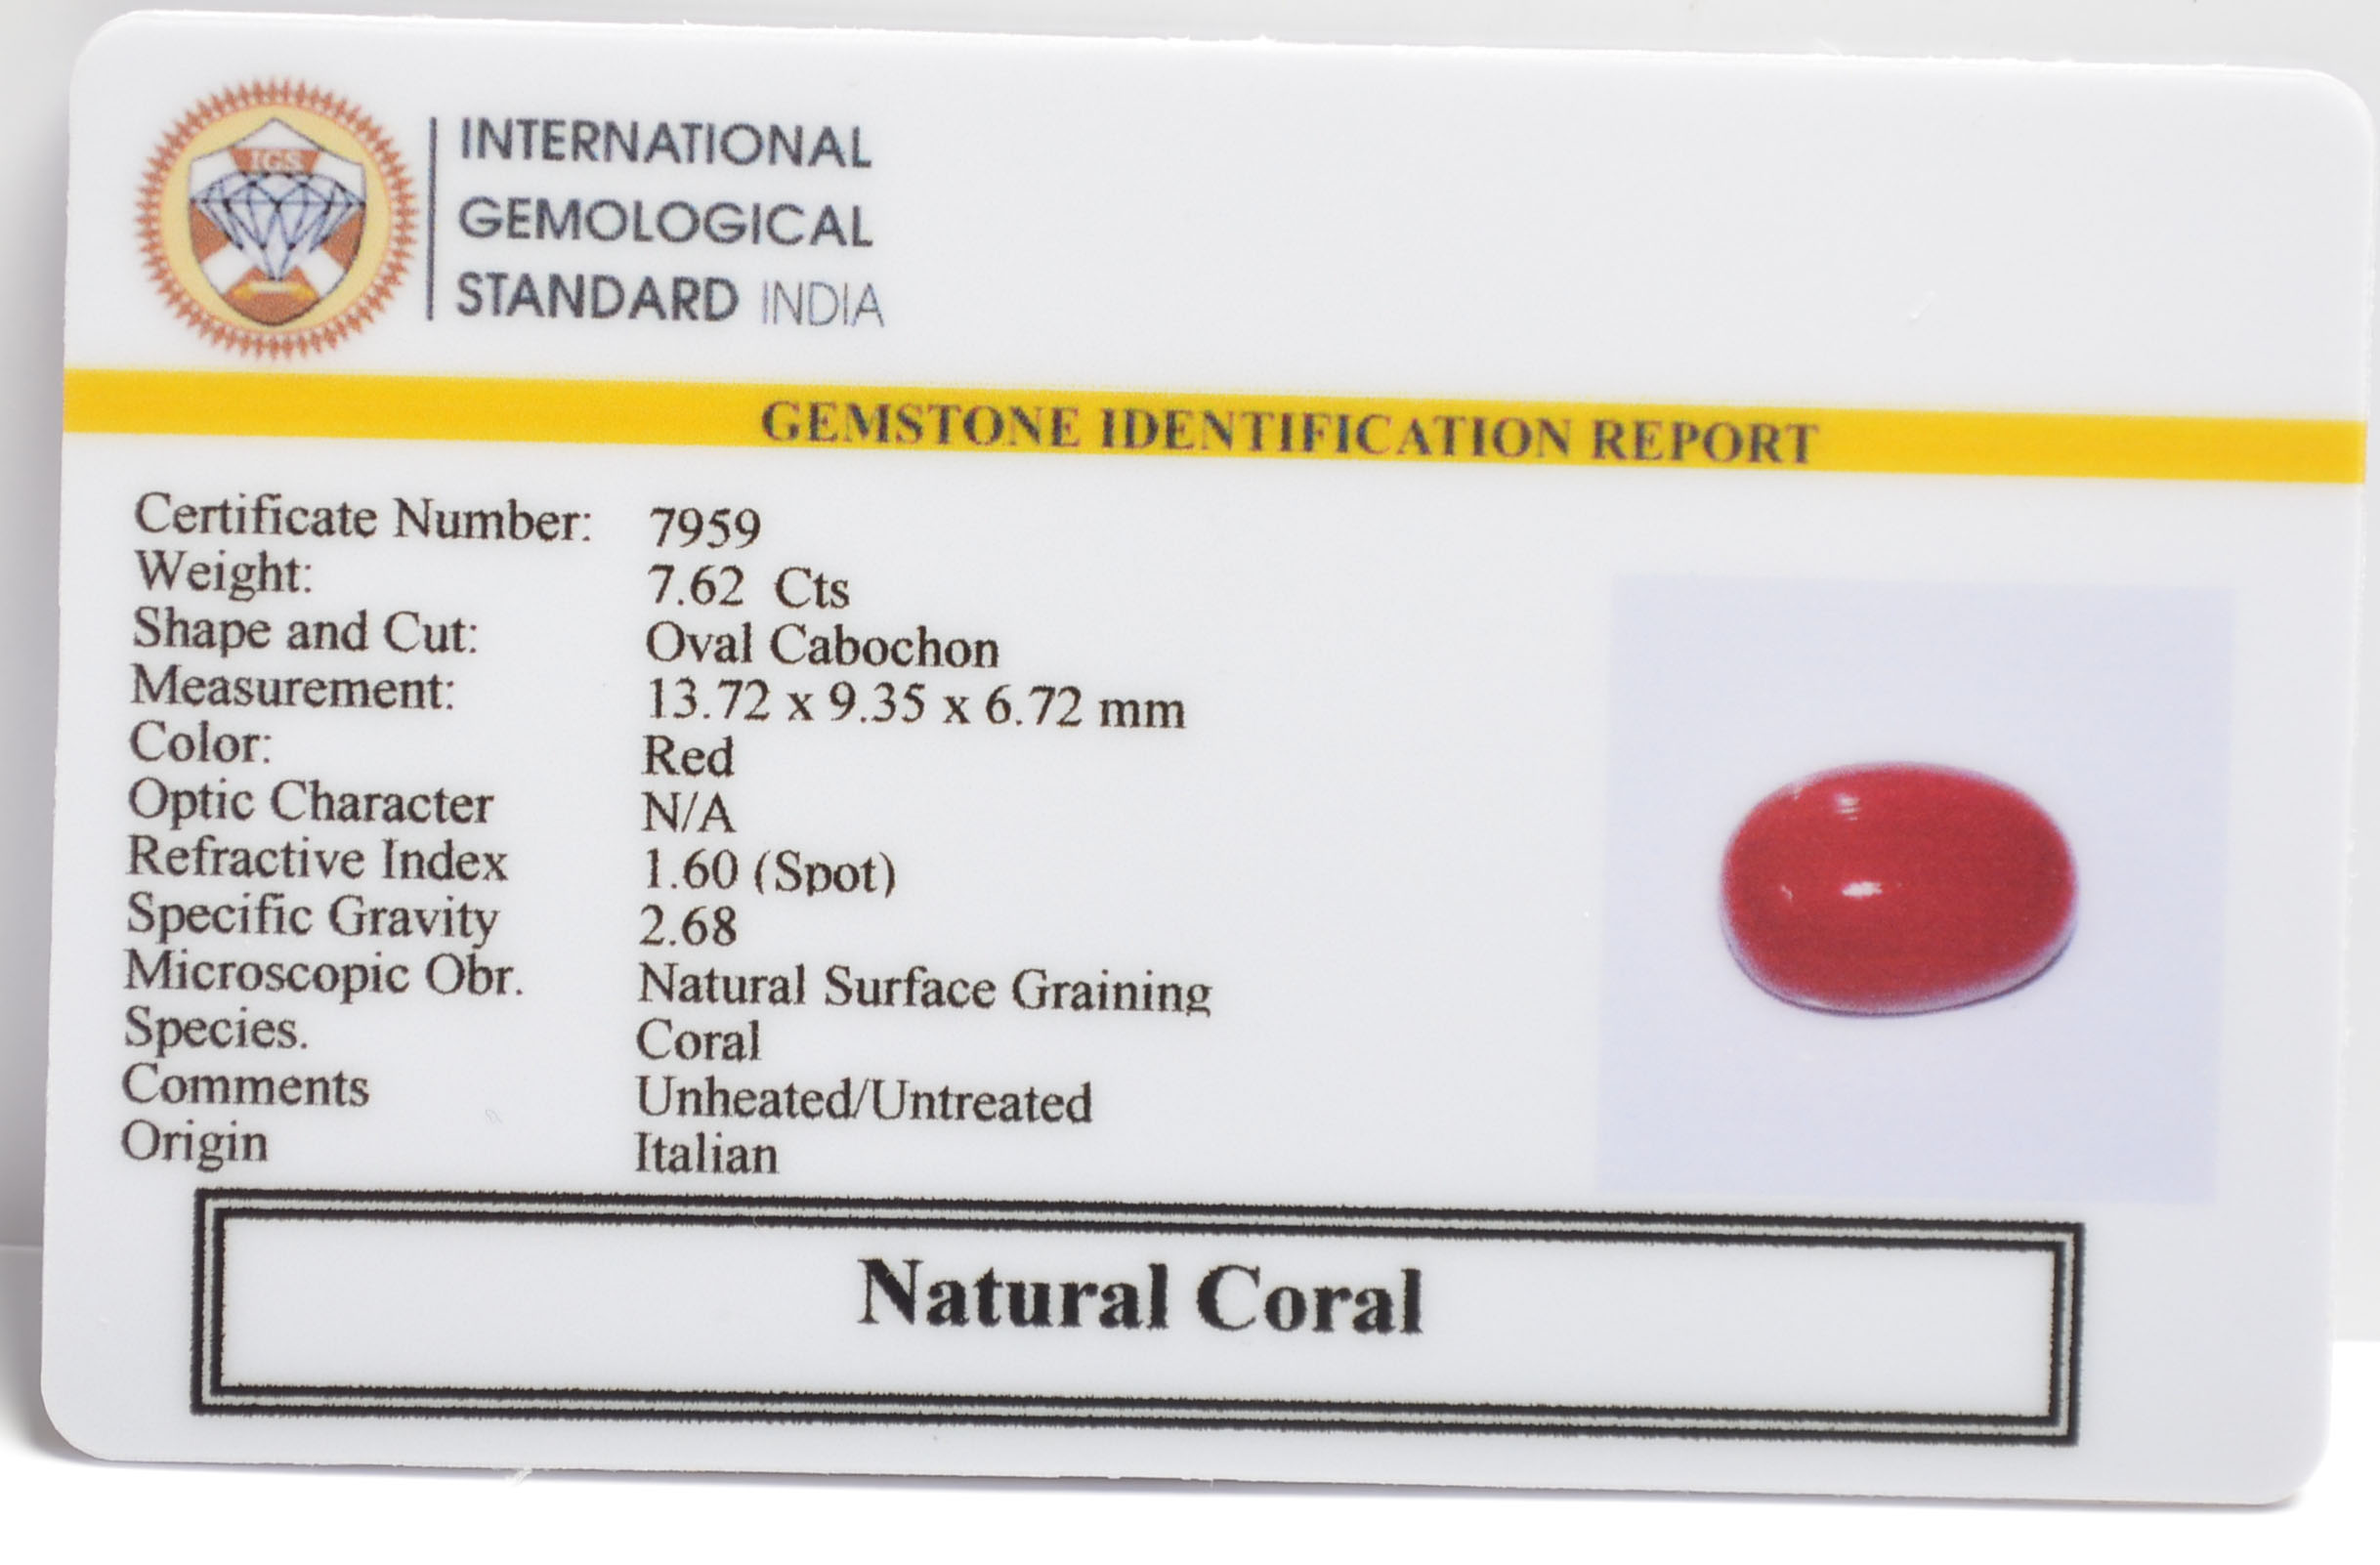 IGS
INTERNATIONAL
GEMOLOGICAL
STANDARD INDIA
GEMSTONE IDENTIFICATION REPORT
Certificate Number: 7959
Weight: 7.62 Cts
Shape and Cut: Oval Cabochon
Measurement: 13.72 x 9.35 x 6.72 mm
Color: Red
Optic Character N/A
Refractive Index 1.60 (Spot)
Specific Gravity 2.68
Microscopic Obr. Natural Surface Graining
Species. Coral
Comments Unheated/Untreated
Origin Italian
Natural Coral